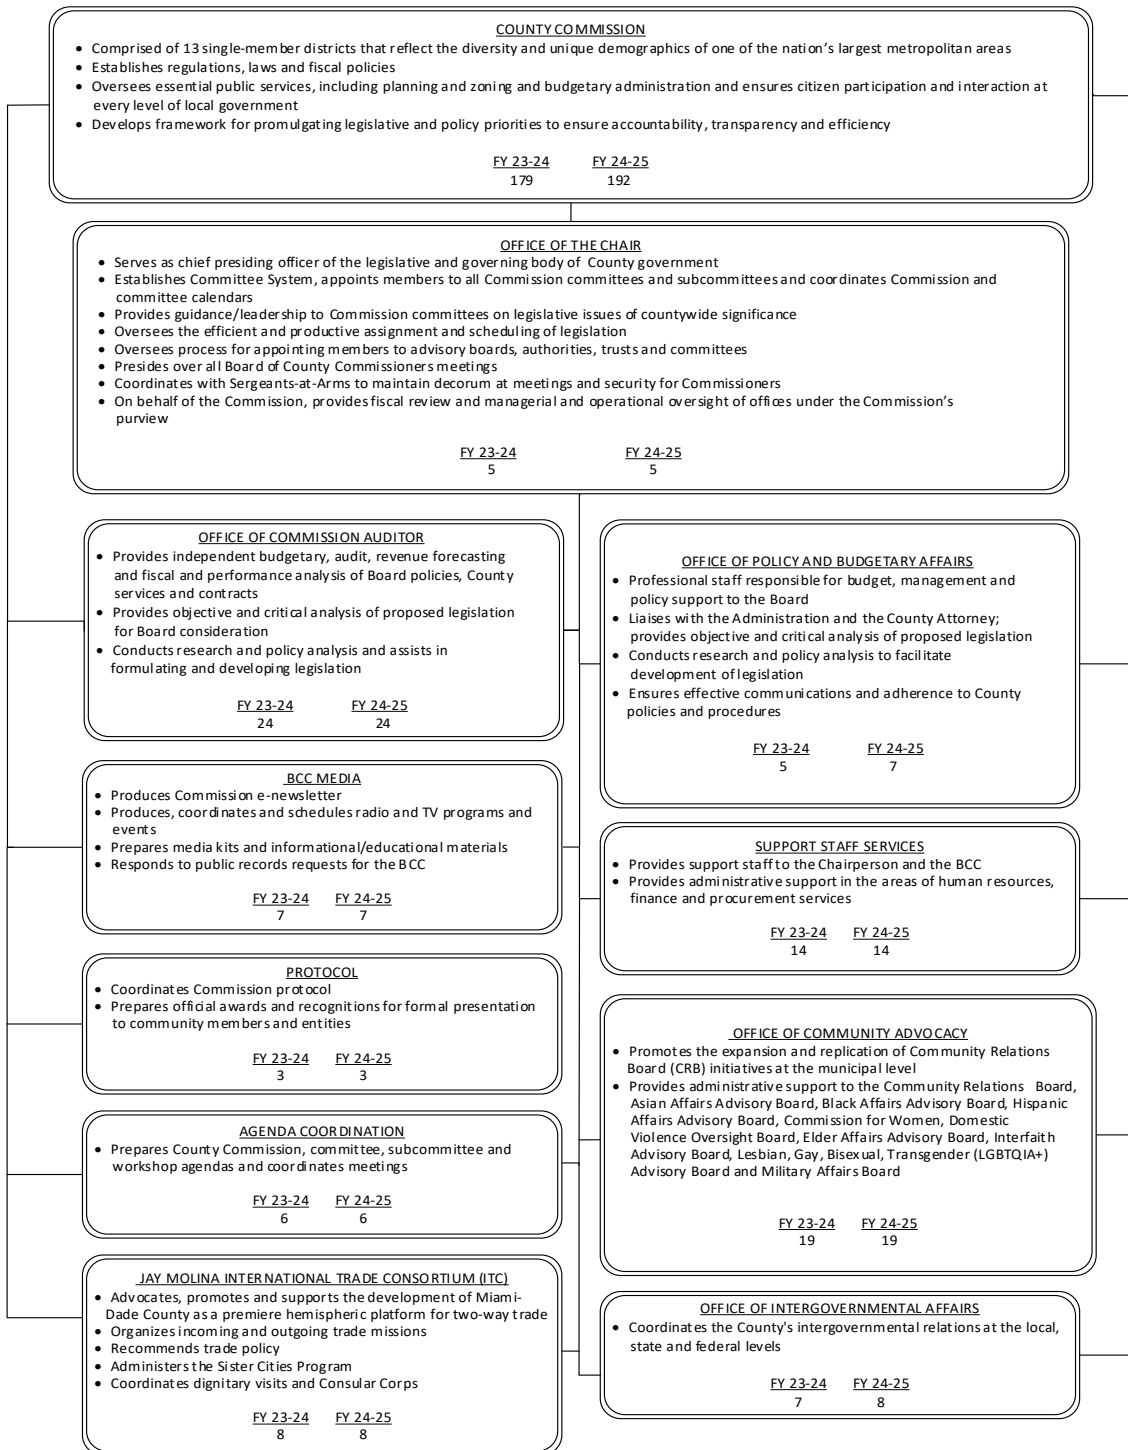 COUNTY COMMISSION
• Comprised of 13 single-member districts that reflect the diversity and unique demographics of one of the nation's largest metropolitan areas
• Establishes regulations, laws and fiscal policies
• Oversees essential public services, including planning and zoning and budgetary administration and ensures citizen participation and interaction at
every level of local government
• Develops framework for promulgating legislative and policy priorities to ensure accountability, transparency and efficiency
FY 23-24 FY 24-25
179 192
OFFICE OF THE CHAIR
• Serves as chief presiding officer of the legislative and governing body of County government
• Establishes Committee System, appoints members to all Commission committees and subcommittees and coordinates Commission and
committee calendars
• Provides guidance/leadership to Commission committees on legislative issues of countywide significance
• Oversees the efficient and productive assignment and scheduling of legislation
• Oversees process for appointing members to advisory boards, authorities, trusts and committees
• Presides over all Board of County Commissioners meetings
• Coordinates with Sergeants-at-Arms to maintain decorum at meetings and security for Commissioners
• On behalf of the Commission, provides fiscal review and managerial and operational oversight of offices under the Commission's
purview
FY 23-24 FY 24-25
5 5
OFFICE OF COMMISSION AUDITOR
• Provides independent budgetary, audit, revenue forecasting
and fiscal and performance analysis of Board policies, County
services and contracts
• Provides objective and critical analysis of proposed legislation
for Board consideration
• Conducts research and policy analysis and assists in
formulating and developing legislation
FY 23-24 FY 24-25
24 24
BCC MEDIA
• Produces Commission e-newsletter
• Produces, coordinates and schedules radio and TV programs and
events
• Prepares media kits and informational/educational materials
• Responds to public records requests for the BCC
FY 23-24 FY 24-25
7 7
PROTOCOL
• Coordinates Commission protocol
• Prepares official awards and recognitions for formal presentation
to community members and entities
FY 23-24 FY 24-25
3 3
AGENDA COORDINATION
• Prepares County Commission, committee, subcommittee and
workshop agendas and coordinates meetings
FY 23-24 FY 24-25
6 6
JAY MOLINA INTERNATIONAL TRADE CONSORTIUM (ITC)
• Advocates, promotes and supports the development of Miami-
Dade County as a premiere hemispheric platform for two-way trade
• Organizes incoming and outgoing trade missions
• Recommends trade policy
• Administers the Sister Cities Program
• Coordinates dignitary visits and Consular Corps
FY 23-24 FY 24-25
8 8
OFFICE OF POLICY AND BUDGETARY AFFAIRS
• Professional staff responsible for budget, management and
policy support to the Board
• Liaises with the Administration and the County Attorney;
provides objective and critical analysis of proposed legislation
• Conducts research and policy analysis to facilitate
development of legislation
• Ensures effective communications and adherence to County
policies and procedures
FY 23-24 FY 24-25
5 7
SUPPORT STAFF SERVICES
• Provides support staff to the Chairperson and the BCC
• Provides administrative support in the areas of human resources,
finance and procurement services
FY 23-24 FY 24-25
14 14
OFFICE OF COMMUNITY ADVOCACY
• Promotes the expansion and replication of Community Relations
Board (CRB) initiatives at the municipal level
• Provides administrative support to the Community Relations Board,
Asian Affairs Advisory Board, Black Affairs Advisory Board, Hispanic
Affairs Advisory Board, Commission for Women, Domestic
Violence Oversight Board, Elder Affairs Advisory Board, Interfaith
Advisory Board, Lesbian, Gay, Bisexual, Transgender (LGBTQIA+)
Advisory Board and Military Affairs Board
FY 23-24 FY 24-25
19 19
OFFICE OF INTERGOVERNMENTAL AFFAIRS
• Coordinates the County's intergovernmental relations at the local,
state and federal levels
FY 23-24 FY 24-25
7 8